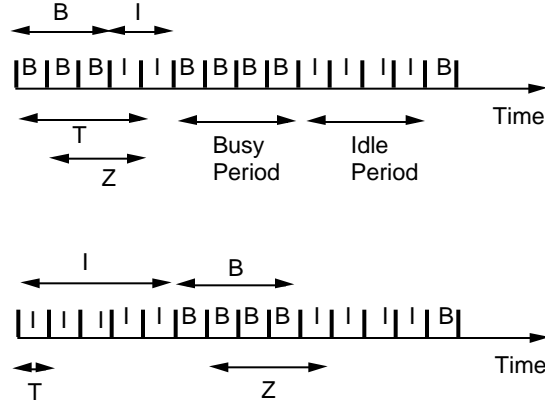 B I
B B B I I B B B B I I I I B
Time
T
Busy Period
Idle Period
Z
I B
I I I I I B B B B I I I I B
Time
T
Z